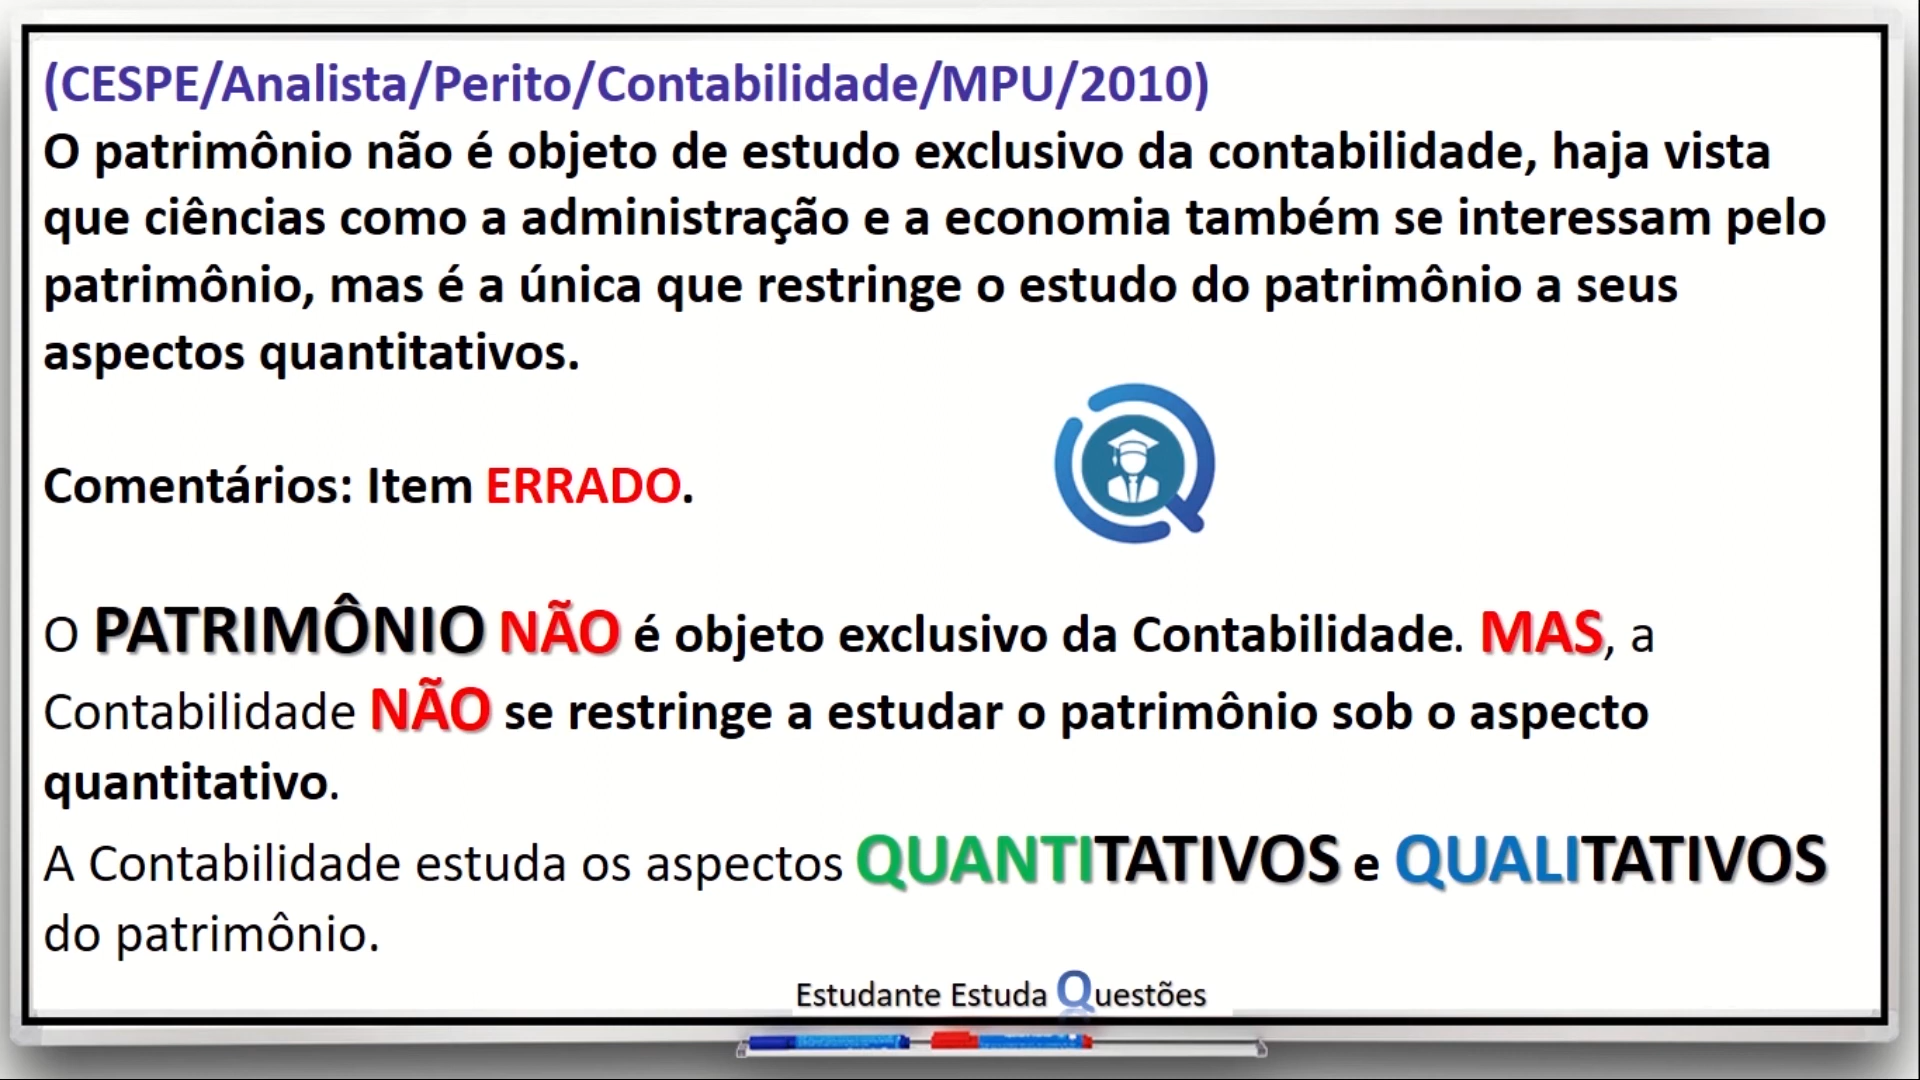 (CESPE/Analista/Perito/Contabilidade/MPU/2010)
O patrimônio não é objeto de estudo exclusivo da contabilidade, haja vista
que ciências como a administração e a economia também se interessam pelo
patrimônio, mas é a única que restringe o estudo do patrimônio a seus
aspectos quantitativos.
Comentários: Item ERRADO.
O PATRIMÔNIO NÃO é objeto exclusivo da Contabilidade. MAS, a
Contabilidade NÃO se restringe a estudar o patrimônio sob o aspecto
quantitativo.
A Contabilidade estuda os aspectos QUANTITATIVOS e QUALITATIVOS
do patrimônio.
Estudante Estuda Questões